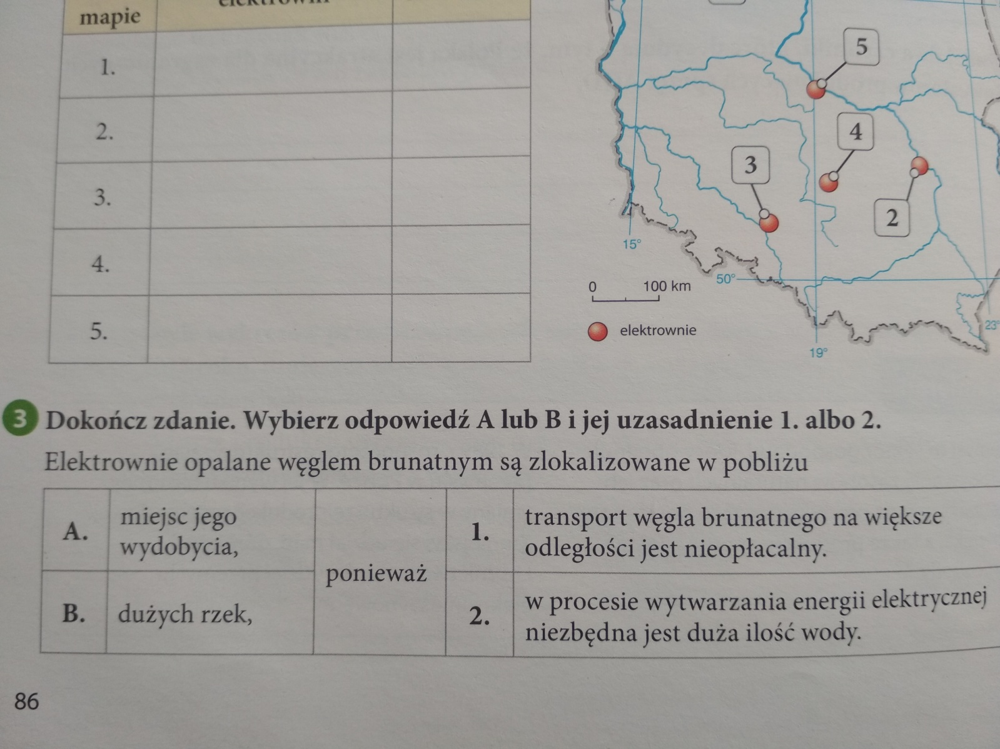 mapie
elektrowni
1.
2.
3.
4.
5.
5
4
3
2
15°
50°
0 100 km
elektrownie
23°
19°
3 Dokończ zdanie. Wybierz odpowiedź A lub B i jej uzasadnienie 1. albo 2.
Elektrownie opalane węglem brunatnym są zlokalizowane w pobliżu
A.
miejsc jego
wydobycia,
B.
dużych rzek,
ponieważ
1.
transport węgla brunatnego na większe
odległości jest nieopłacalny.
2.
w procesie wytwarzania energii elektrycznej
niezbędna jest duża ilość wody.
86